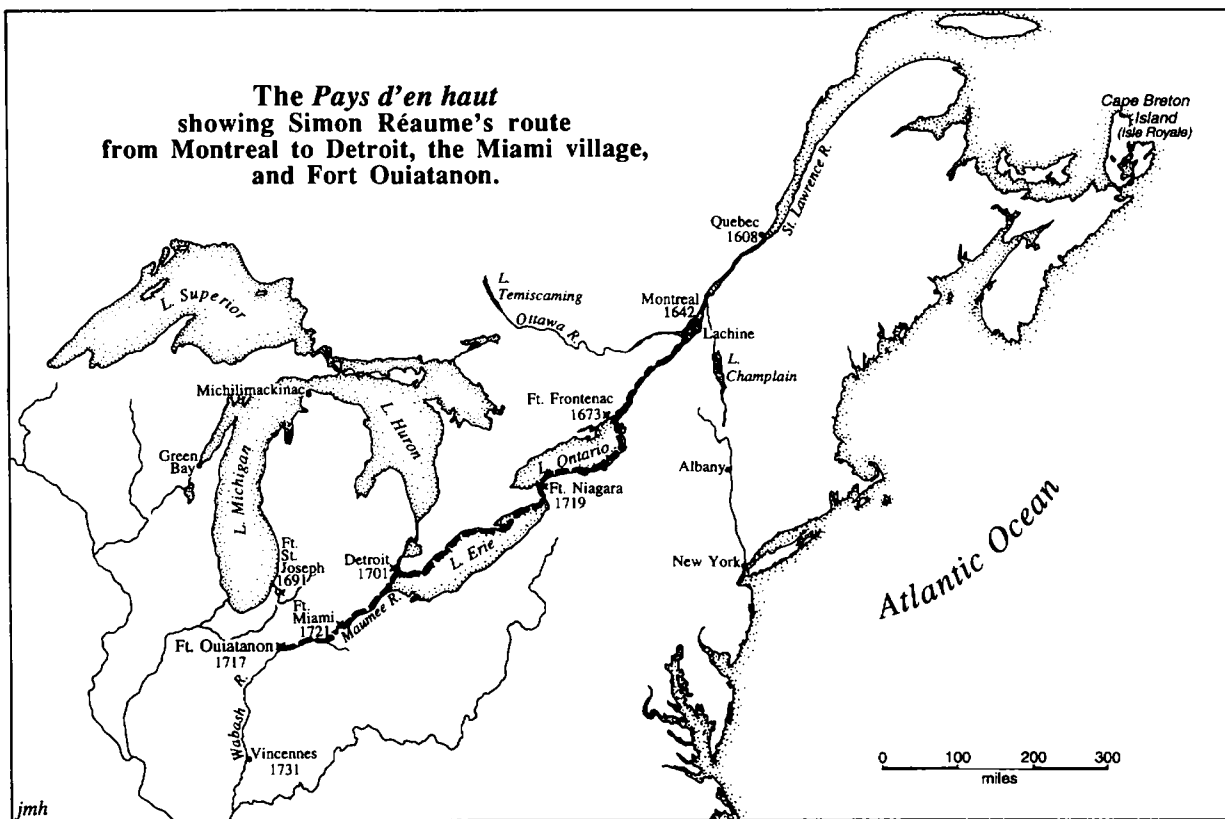 The Pays d'en haut
showing Simon Réaume's route
from Montreal to Detroit, the Miami village,
and Fort Ouiatanon.
Cape Breton
Island
(Isle Royale)
St. Lawrence R.
Quebec
1608
L.
Temiscaming
Ottawa R.
Montreal
1642
Lachine
L.
Champlain
L. Superior
Michilimackinac
Ft. Frontenac
1673
L. Huron
L. Ontario
Green
Bay
L. Michigan
Albany
Ft. Niagara
1719
Ft.
St.
Joseph
1691
Detroit
1701
L. Erie
New York
Atlantic Ocean
Ft.
Miami
1721
Maumee R.
Ft. Ouiatanon
1717
Wabash R.
Vincennes
1731
0 100 200 300
miles
jmh